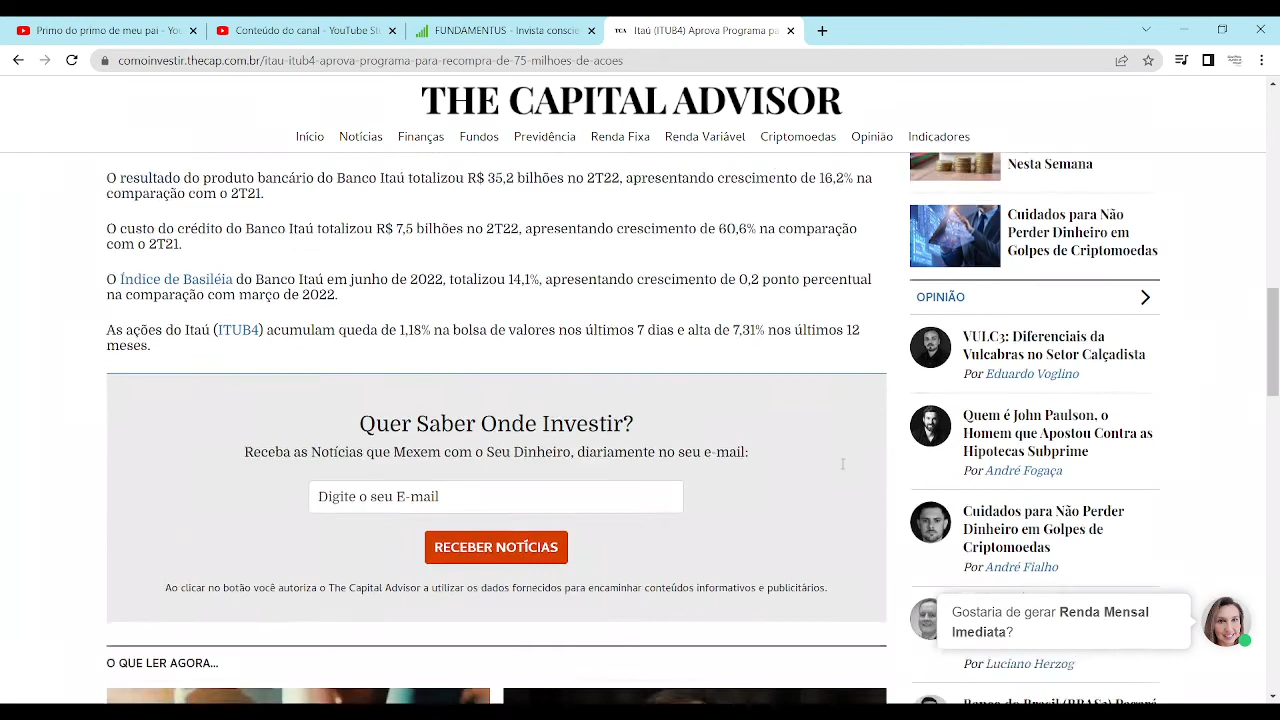 Primo do primo de meu pai - You
Conteúdo do canal - YouTube St
FUNDAMENTUS - Invista conscie
TCA Itaú (ITUB4) Aprova Programa pa
comoinvestir.thecap.com.br/itau-itub4-aprova-programa-para-recompra-de-75-milhoes-de-acoes
THE CAPITAL ADVISOR
Início Notícias Finanças Fundos Previdência Renda Fixa Renda Variável Criptomoedas Opinião Indicadores
O resultado do produto bancário do Banco Itaú totalizou R$ 35,2 bilhões no 2T22, apresentando crescimento de 16,2% na
comparação com o 2T21.
O custo do crédito do Banco Itaú totalizou R$ 7,5 bilhões no 2T22, apresentando crescimento de 60,6% na comparação
com o 2T21.
O Índice de Basiléia do Banco Itaú em junho de 2022, totalizou 14,1%, apresentando crescimento de 0,2 ponto percentual
na comparação com março de 2022.
As ações do Itaú (ITUB4) acumulam queda de 1,18% na bolsa de valores nos últimos 7 dias e alta de 7,31% nos últimos 12
meses.
Quer Saber Onde Investir?
Receba as Notícias que Mexem com o Seu Dinheiro, diariamente no seu e-mail:
Digite o seu E-mail
RECEBER NOTÍCIAS
Ao clicar no botão você autoriza o The Capital Advisor a utilizar os dados fornecidos para encaminhar conteúdos informativos e publicitários.
O QUE LER AGORA...
Nesta Semana
Cuidados para Não
Perder Dinheiro em
Golpes de Criptomoedas
OPINIÃO
VULC3: Diferenciais da
Vulcabras no Setor Calçadista
Por Eduardo Voglino
Quem é John Paulson, o
Homem que Apostou Contra as
Hipotecas Subprime
Por André Fogaça
Cuidados para Não Perder
Dinheiro em Golpes de
Criptomoedas
Por André Fialho
Gostaria de gerar Renda Mensal
Imediata?
Por Luciano Herzog